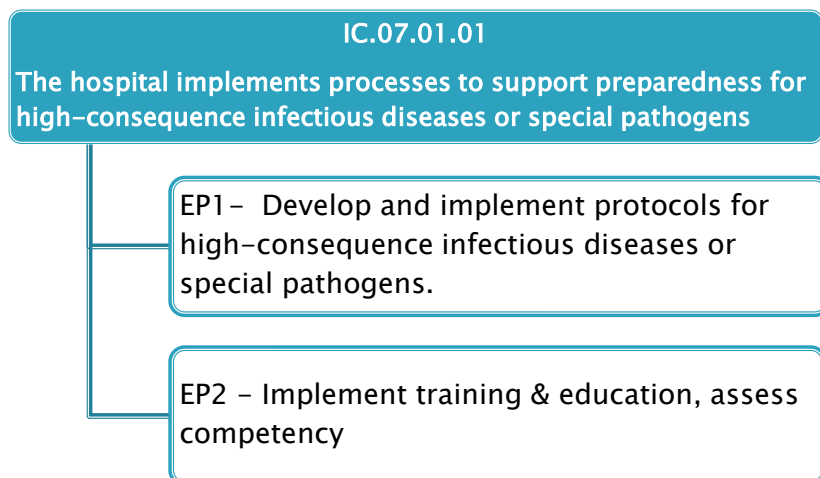 IC.07.01.01
The hospital implements processes to support preparedness for
high-consequence infectious diseases or special pathogens
EP1- Develop and implement protocols for
high-consequence infectious diseases or
special pathogens.
EP2 - Implement training & education, assess
competency